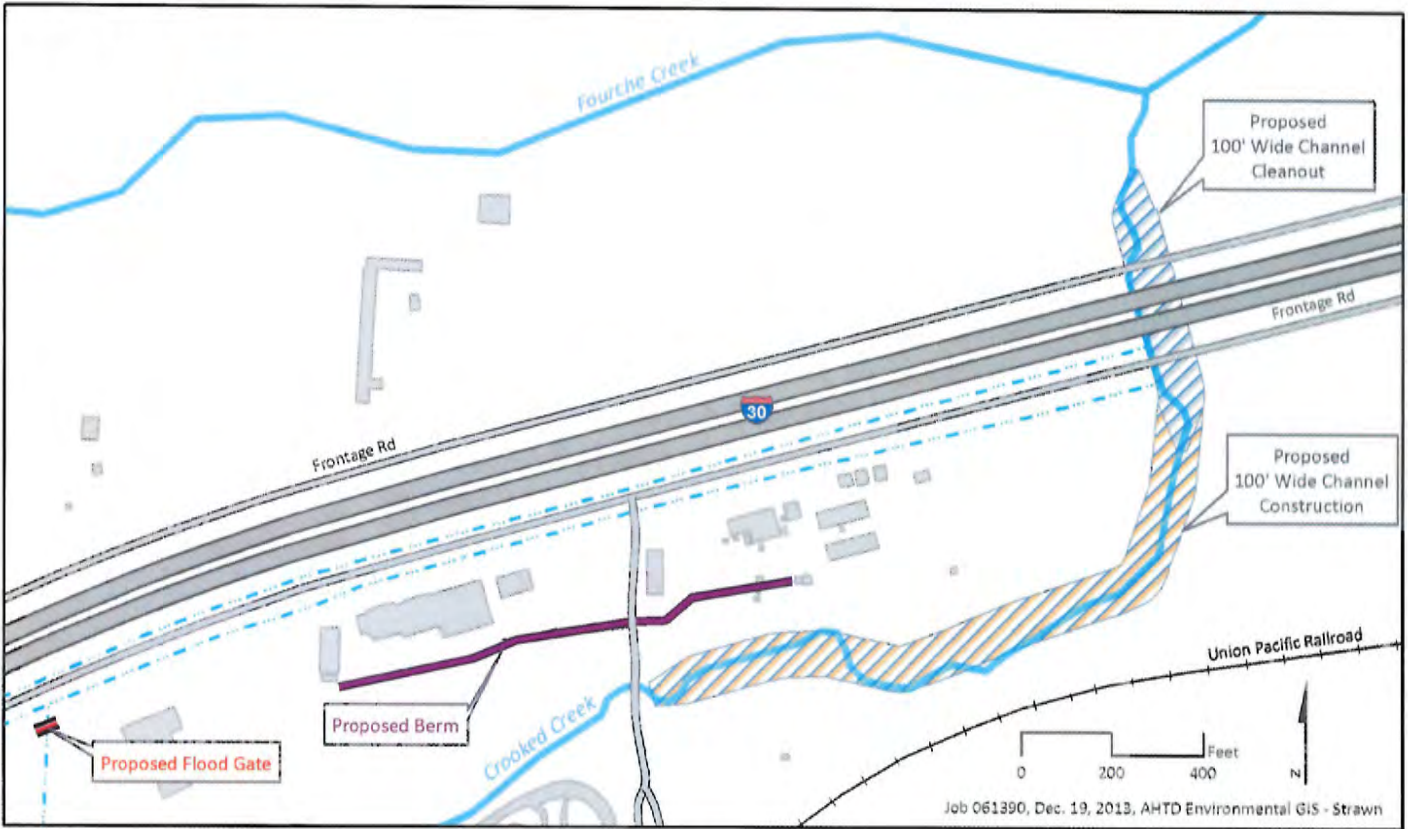 Fourche Creek
Proposed
100' Wide Channel
Cleanout
Frontage Rd
30
Frontage Rd
Proposed
100' Wide Channel
Construction
Union Pacific Railroad
Proposed Berm
Crooked Creek
Proposed Flood Gate
Feet
0 200 400
N
Job 061390, Dec. 19, 2013, AHTD Environmental GIS - Strawn